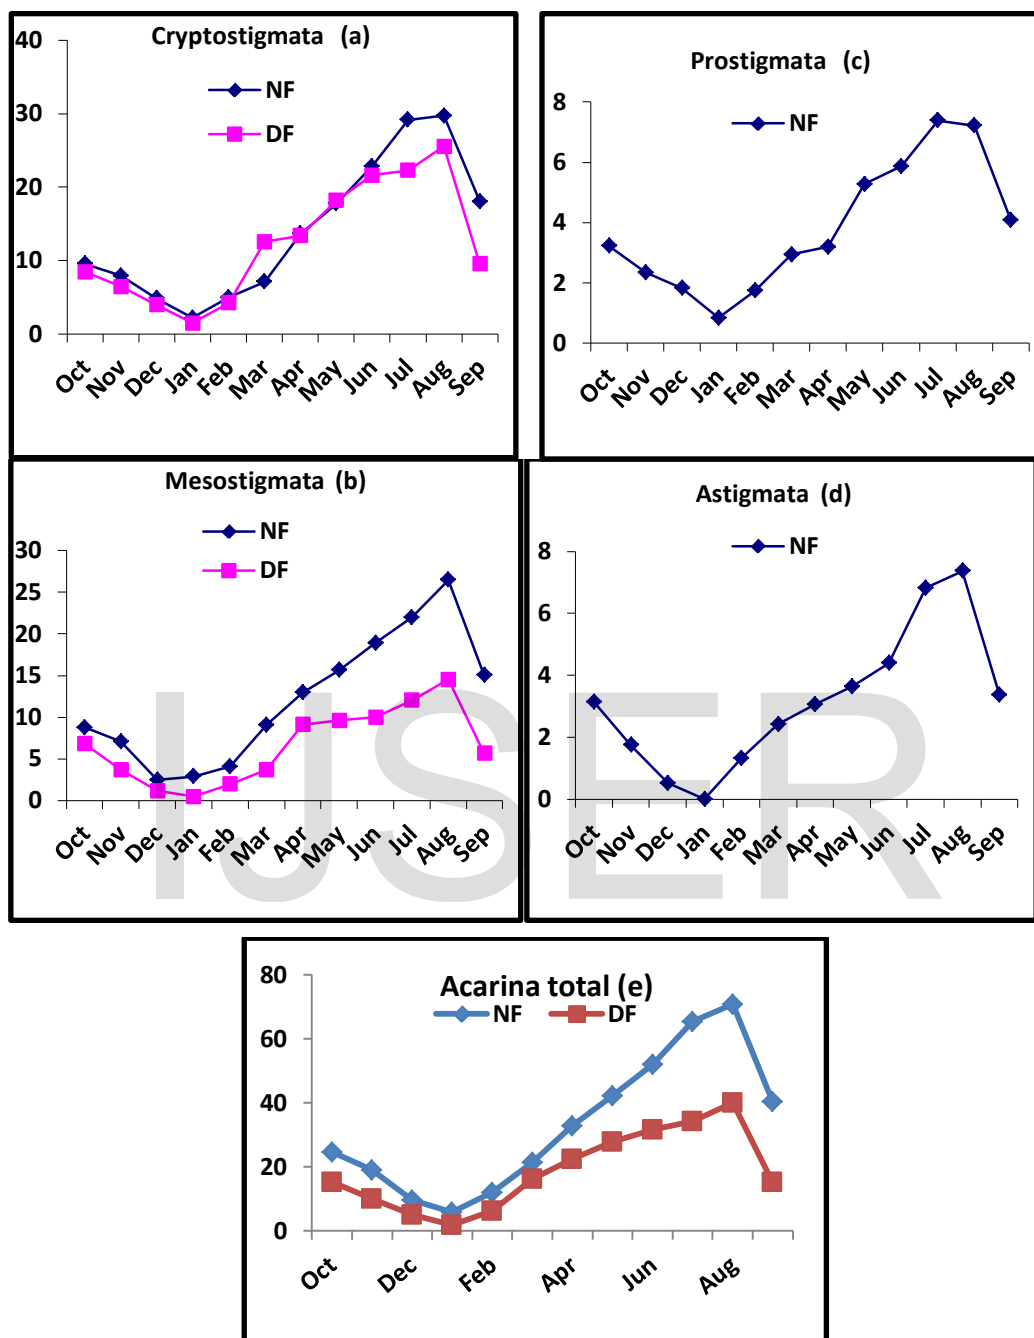 Cryptostigmata (a)
NF
DF
40
30
20
10
0
Oct Nov Dec Jan Feb Mar Apr May Jun Jul Aug Sep
Prostigmata (c)
NF
8
6
4
2
0
Oct Nov Dec Jan Feb Mar Apr May Jun Jul Aug Sep
Mesostigmata (b)
NF
DF
30
25
20
15
10
5
0
Oct Nov Dec Jan Feb Mar Apr May Jun Jul Aug Sep
Astigmata (d)
NF
8
6
4
2
0
Oct Nov Dec Jan Feb Mar Apr May Jun Jul Aug Sep
IJSER
Acarina total (e)
NF DF
80
60
40
20
0
Oct Dec Feb Apr Jun Aug